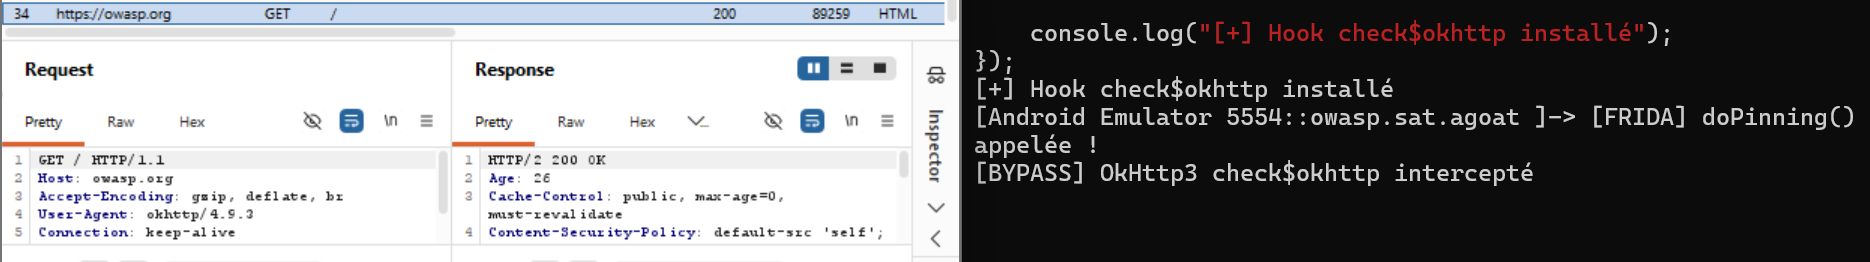 34 https://owasp.org GET / 200 89259 HTML
Request
Pretty Raw Hex \n
1 GET / HTTP/1.1
2 Host: owasp.org
3 Accept-Encoding: gzip, deflate, br
4 User-Agent: okhttp/4.9.3
5 Connection: keep-alive
Response
Pretty Raw Hex \n
1 HTTP/2 200 OK
2 Age: 26
3 Cache-Control: public, max-age=0,
must-revalidate
4 Content-Security-Policy: default-src 'self';
Inspector
console.log("[+] Hook check$okhttp installé");
});
[+] Hook check$okhttp installé
[Android Emulator 5554::owasp.sat.agoat ]-> [FRIDA] doPinning()
appelée !
[BYPASS] OkHttp3 check$okhttp intercepté